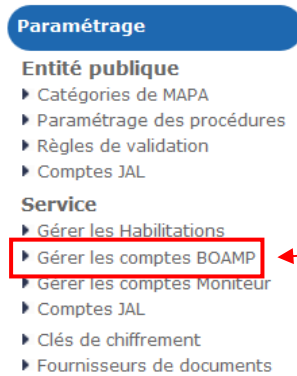 Paramétrage
Entité publique
Catégories de MAPA
Paramétrage des procédures
Règles de validation
Comptes JAL
Service
Gérer les Habilitations
Gérer les comptes BOAMP
Gérer les comptes Moniteur
Comptes JAL
Clés de chiffrement
Fournisseurs de documents